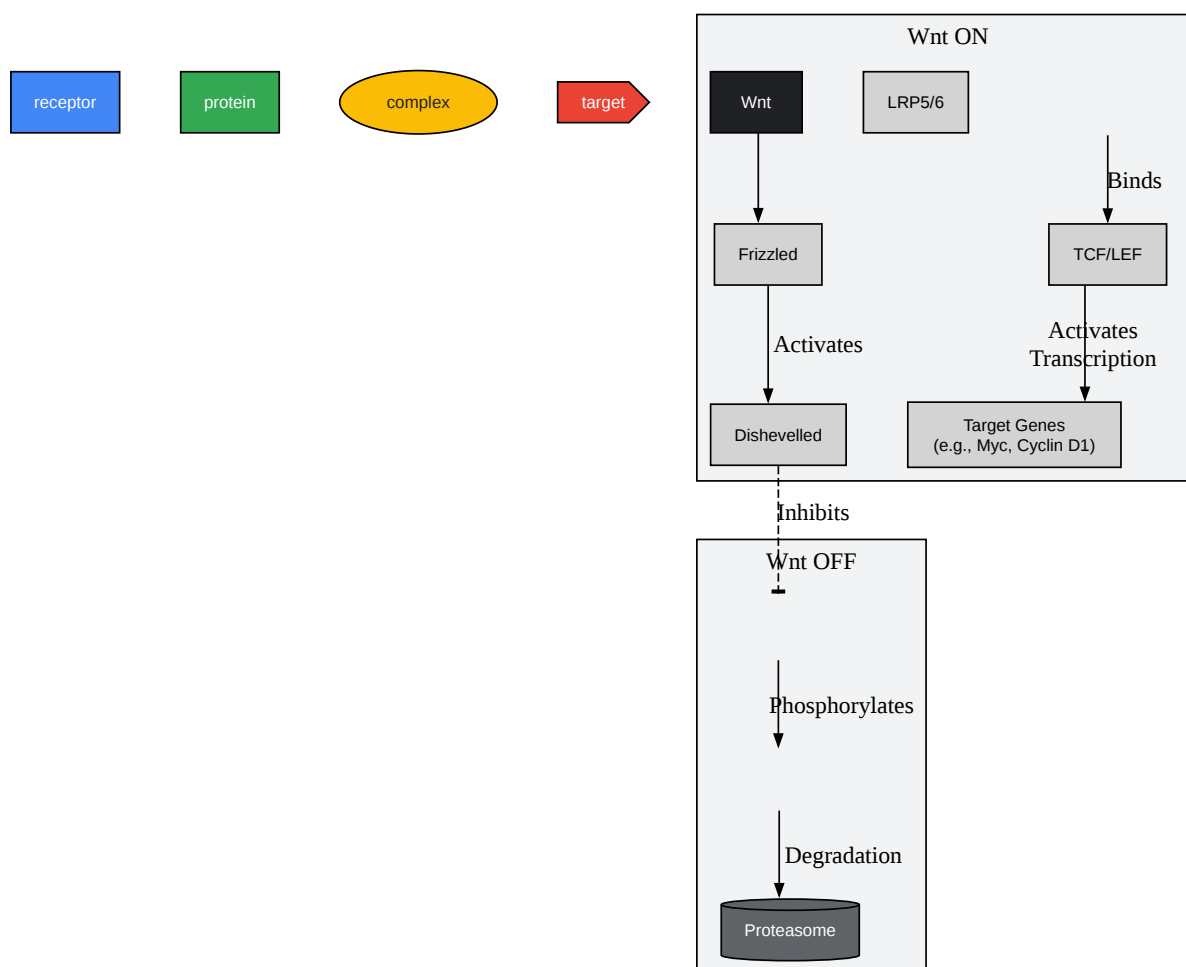 Wnt ON
receptor
protein
complex
target
Wnt
LRP5/6
Binds
Frizzled
TCF/LEF
Activates
Activates
Transcription
Dishevelled
Target Genes
(e.g., Myc, Cyclin D1)
Inhibits
Wnt OFF
Phosphorylates
Degradation
Proteasome